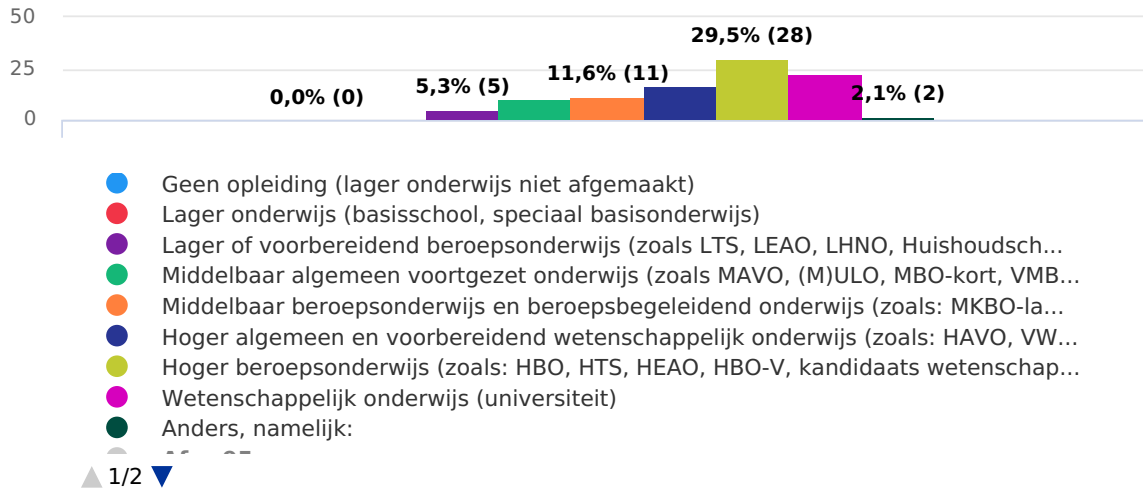 50
29,5% (28)
25
11,6% (11)
5,3% (5)
2,1% (2)
0,0% (0)
0
Geen opleiding (lager onderwijs niet afgemaakt)
Lager onderwijs (basisschool, speciaal basisonderwijs)
Lager of voorbereidend beroepsonderwijs (zoals LTS, LEAO, LHNO, Huishoudsch...
Middelbaar algemeen voortgezet onderwijs (zoals MAVO, (M)ULO, MBO-kort, VMB...
Middelbaar beroepsonderwijs en beroepsbegeleidend onderwijs (zoals: MKBO-la...
Hoger algemeen en voorbereidend wetenschappelijk onderwijs (zoals: HAVO, VW...
Hoger beroepsonderwijs (zoals: HBO, HTS, HEAO, HBO-V, kandidaats wetenschap...
Wetenschappelijk onderwijs (universiteit)
Anders, namelijk:
1/2